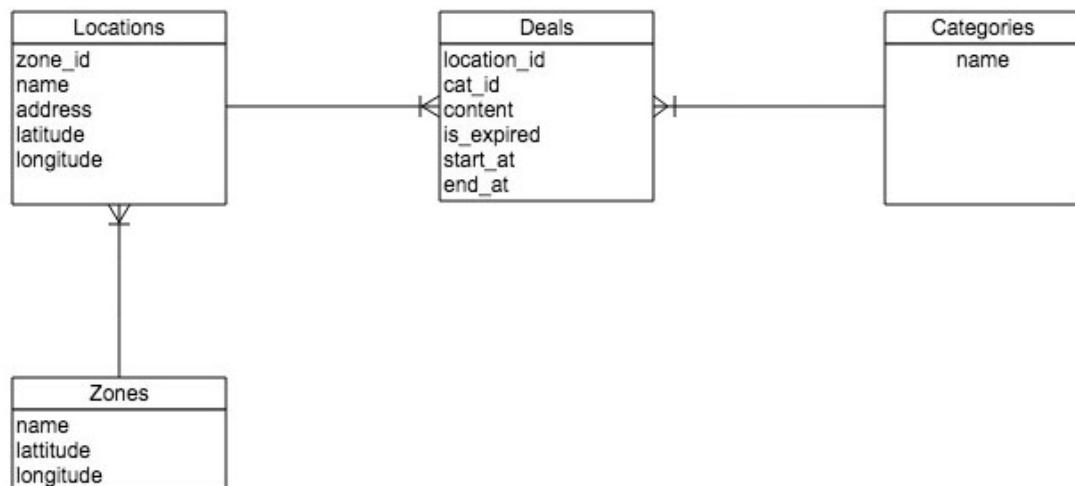 Locations
zone_id
name
address
latitude
longitude
Deals
location_id
cat_id
content
is_expired
start_at
end_at
Categories
name
Zones
name
lattitude
longitude